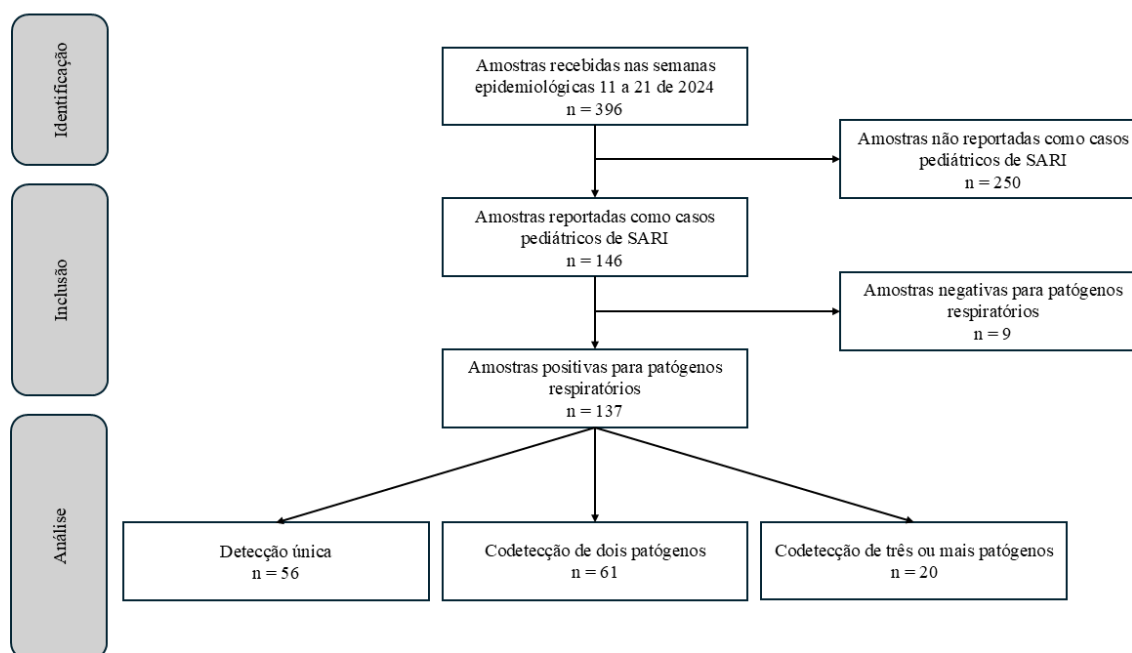 Identificação
Amostras recebidas nas semanas
epidemiológicas 11 a 21 de 2024
n = 396
Amostras não reportadas como casos
pediátricos de SARI
n = 250
Inclusão
Amostras reportadas como casos
pediátricos de SARI
n = 146
Amostras negativas para patógenos
respiratórios
n = 9
Amostras positivas para patógenos
respiratórios
n = 137
Análise
Detecção única
n = 56
Codetecção de dois patógenos
n = 61
Codetecção de três ou mais patógenos
n = 20